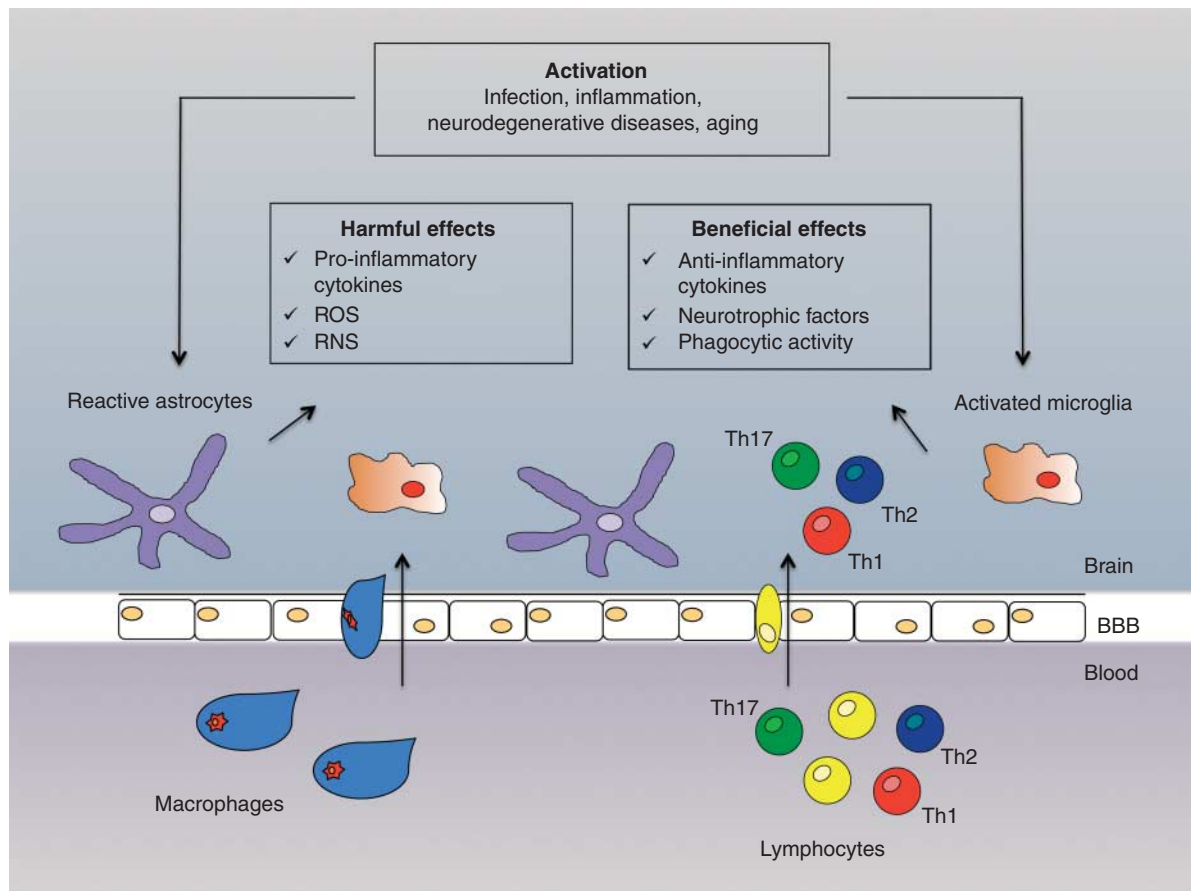 Activation
Infection, inflammation,
neurodegenerative diseases, aging
Harmful effects
✓ Pro-inflammatory
cytokines
✓ ROS
✓ RNS
Beneficial effects
✓ Anti-inflammatory
cytokines
✓ Neurotrophic factors
✓ Phagocytic activity
Reactive astrocytes
Activated microglia
Th17
Th2
Th1
Brain
BBB
Blood
Th17
Th2
Th1
Macrophages
Lymphocytes